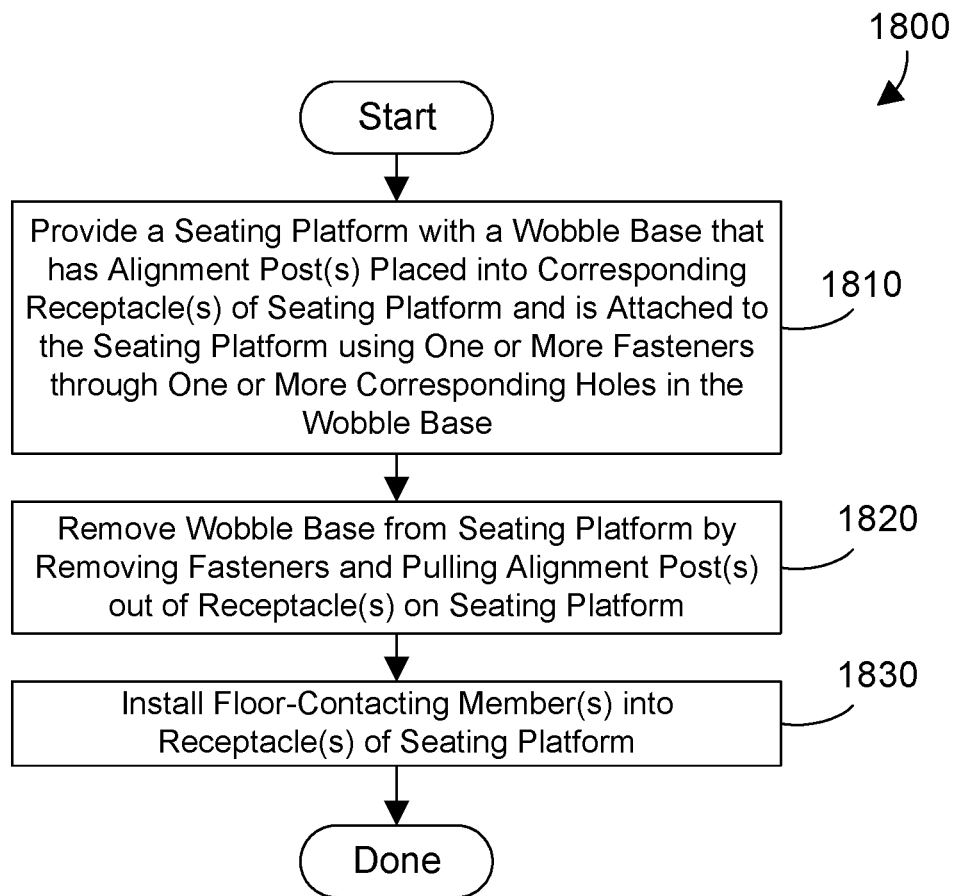 1800
Start
Provide a Seating Platform with a Wobble Base that
has Alignment Post(s) Placed into Corresponding
Receptacle(s) of Seating Platform and is Attached to
the Seating Platform using One or More Fasteners
through One or More Corresponding Holes in the
Wobble Base
1810
Remove Wobble Base from Seating Platform by
Removing Fasteners and Pulling Alignment Post(s)
out of Receptacle(s) on Seating Platform
1820
Install Floor-Contacting Member(s) into
Receptacle(s) of Seating Platform
1830
Done